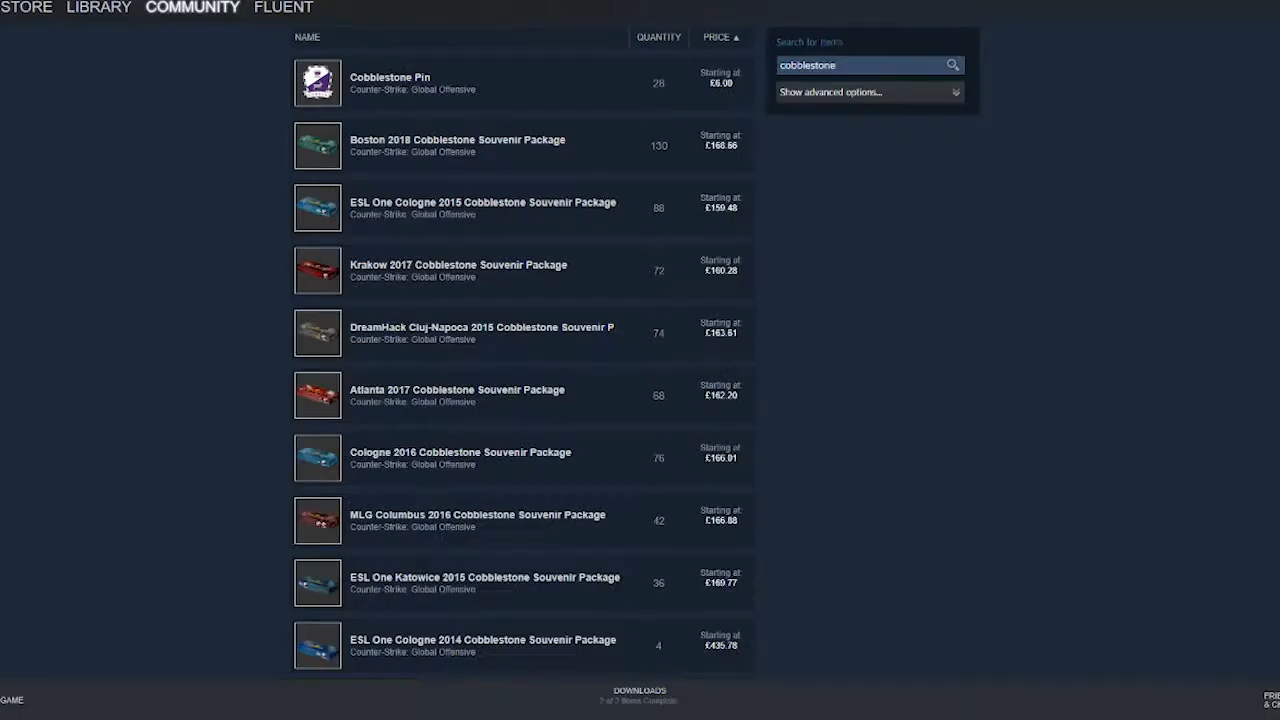 STORE LIBRARY COMMUNITY FLUENT
NAME QUANTITY PRICE ▲
Search for items
cobblestone
Show advanced options...
Cobblestone Pin
Counter-Strike: Global Offensive
28
Starting at:
£6.00
Boston 2018 Cobblestone Souvenir Package
Counter-Strike: Global Offensive
130
Starting at:
ESL One Cologne 2015 Cobblestone Souvenir Package
Counter-Strike: Global Offensive
88
Starting at:
£159.48
Krakow 2017 Cobblestone Souvenir Package
Counter-Strike: Global Offensive
72
Starting at:
£160.28
DreamHack Cluj-Napoca 2015 Cobblestone Souvenir P
Counter-Strike: Global Offensive
74
Starting at:
Atlanta 2017 Cobblestone Souvenir Package
Counter-Strike: Global Offensive
68
Starting at:
£162.20
Cologne 2016 Cobblestone Souvenir Package
Counter-Strike: Global Offensive
76
Starting at:
£166.01
MLG Columbus 2016 Cobblestone Souvenir Package
Counter-Strike: Global Offensive
42
Starting at:
£166.88
ESL One Katowice 2015 Cobblestone Souvenir Package
Counter-Strike: Global Offensive
36
Starting at:
£169.77
ESL One Cologne 2014 Cobblestone Souvenir Package
Counter-Strike: Global Offensive
4
Starting at:
£435.78
GAME
DOWNLOADS
2 of 2 Items Complete
FRIE
& C